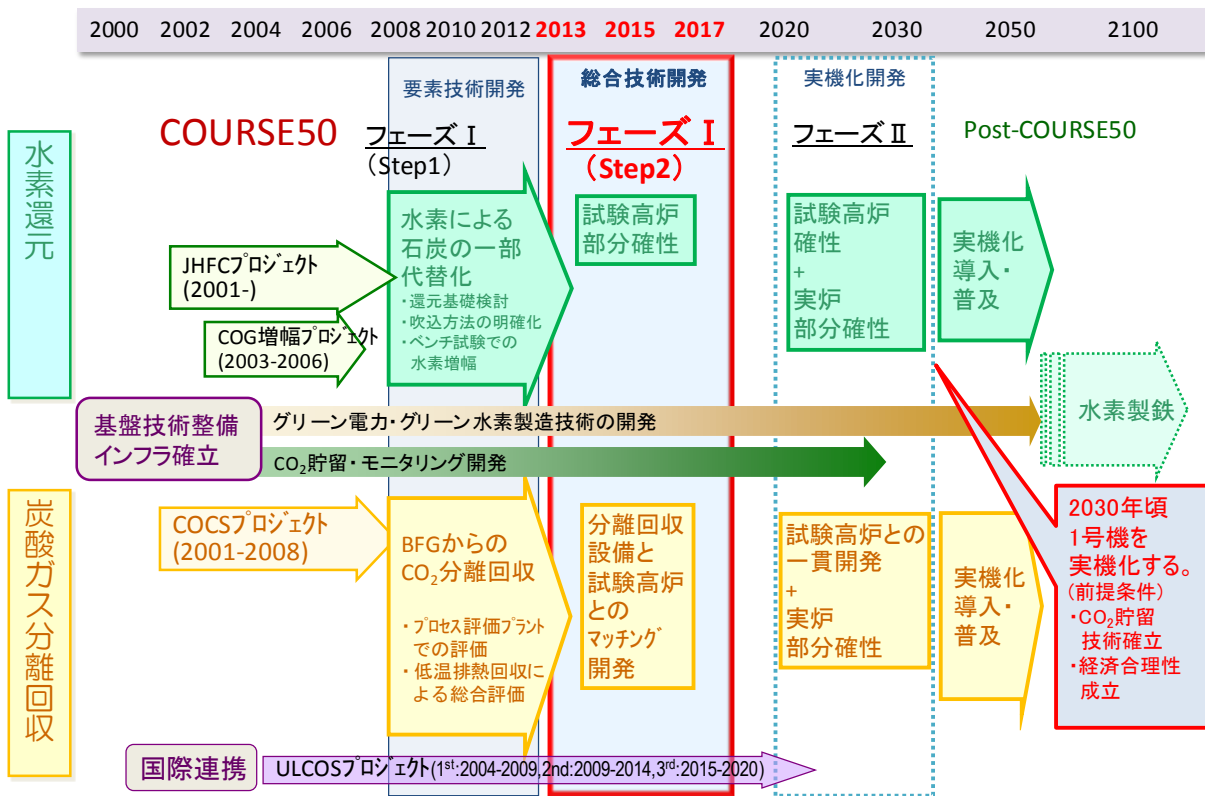 2000 2002 2004 2006 2008 2010 2012 2013 2015 2017 2020 2030 2050 2100
要素技術開発
総合技術開発
実機化開発
COURSE50
フェーズⅠ
(Step1)
フェーズⅠ
(Step2)
フェーズⅡ
Post-COURSE50
水素還元
JHFCプロジェクト
(2001-)
COG増幅プロジェクト
(2003-2006)
水素による
石炭の一部
代替化
・還元基礎検討
・吹込方法の明確化
・ベンチ試験での
水素増幅
試験高炉
部分確性
試験高炉
確性
+
実炉
部分確性
実機化
導入・
普及
水素製鉄
基盤技術整備
インフラ確立
グリーン電力・グリーン水素製造技術の開発
CO₂貯留・モニタリング開発
炭酸ガス分離回収
COCSプロジェクト
(2001-2008)
BFGからの
CO₂分離回収
・プロセス評価プラント
での評価
・低温排熱回収に
よる総合評価
分離回収
設備と
試験高炉
との
マッチング
開発
試験高炉との
一貫開発
+
実炉
部分確性
実機化
導入・
普及
2030年頃
1号機を
実機化する。
(前提条件)
・CO₂貯留
技術確立
・経済合理性
成立
国際連携
ULCOSプロジェクト(1st:2004-2009,2nd:2009-2014,3rd:2015-2020)